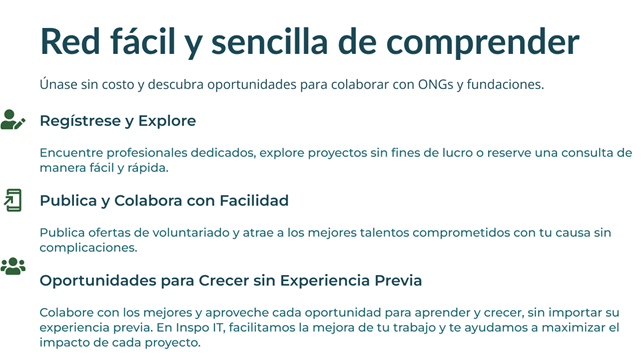 Red fácil y sencilla de comprender
Únase sin costo y descubra oportunidades para colaborar con ONGs y fundaciones.
Regístrese y Explore
Encuentre profesionales dedicados, explore proyectos sin fines de lucro o reserve una consulta de
manera fácil y rápida.
Publica y Colabora con Facilidad
Publica ofertas de voluntariado y atrae a los mejores talentos comprometidos con tu causa sin
complicaciones.
Oportunidades para Crecer sin Experiencia Previa
Colabore con los mejores y aproveche cada oportunidad para aprender y crecer, sin importar su
experiencia previa. En Inspo IT, facilitamos la mejora de tu trabajo y te ayudamos a maximizar el
impacto de cada proyecto.